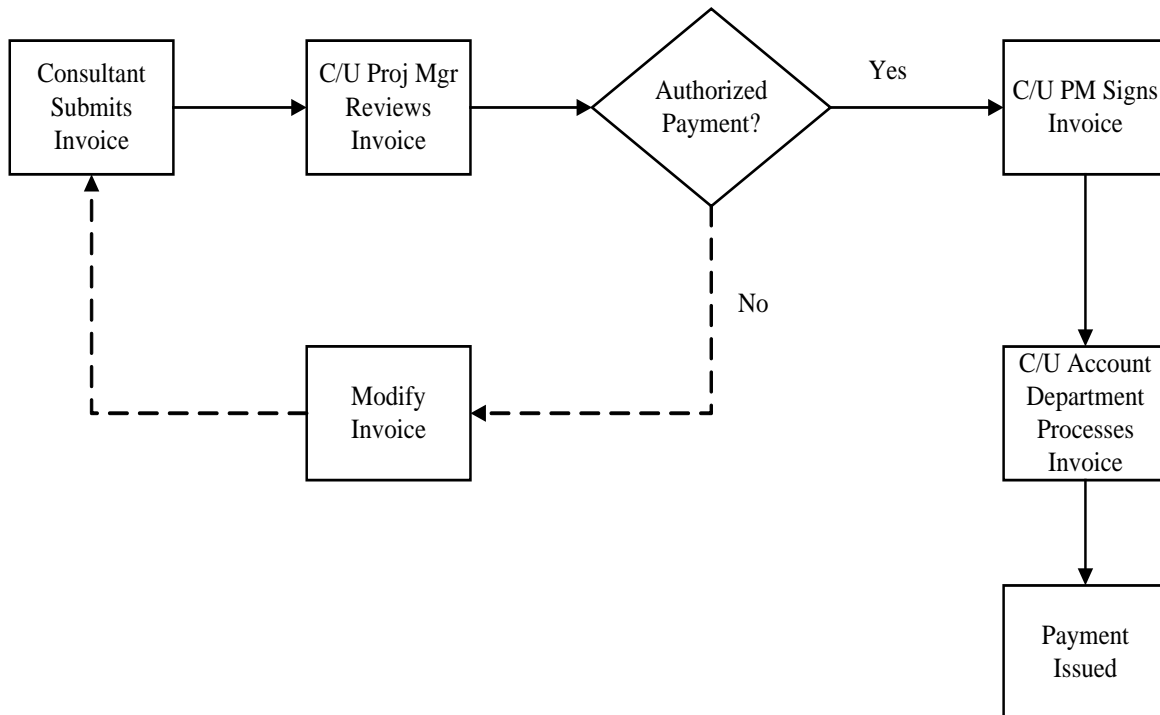 Consultant
Submits
Invoice
C/U Proj Mgr
Reviews
Invoice
Authorized
Payment?
Yes
C/U PM Signs
Invoice
No
Modify
Invoice
C/U Account
Department
Processes
Invoice
Payment
Issued